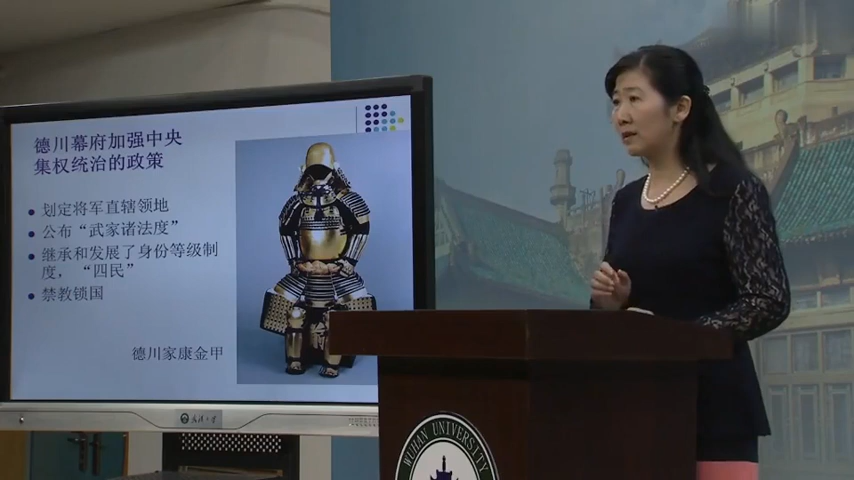 德川幕府加强中央
集权统治的政策
划定将军直辖领地
公布“武家诸法度”
继承和发展了身份等级制
度，“四民”
禁教锁国
德川家康金甲
WUHAN UNIVERSITY